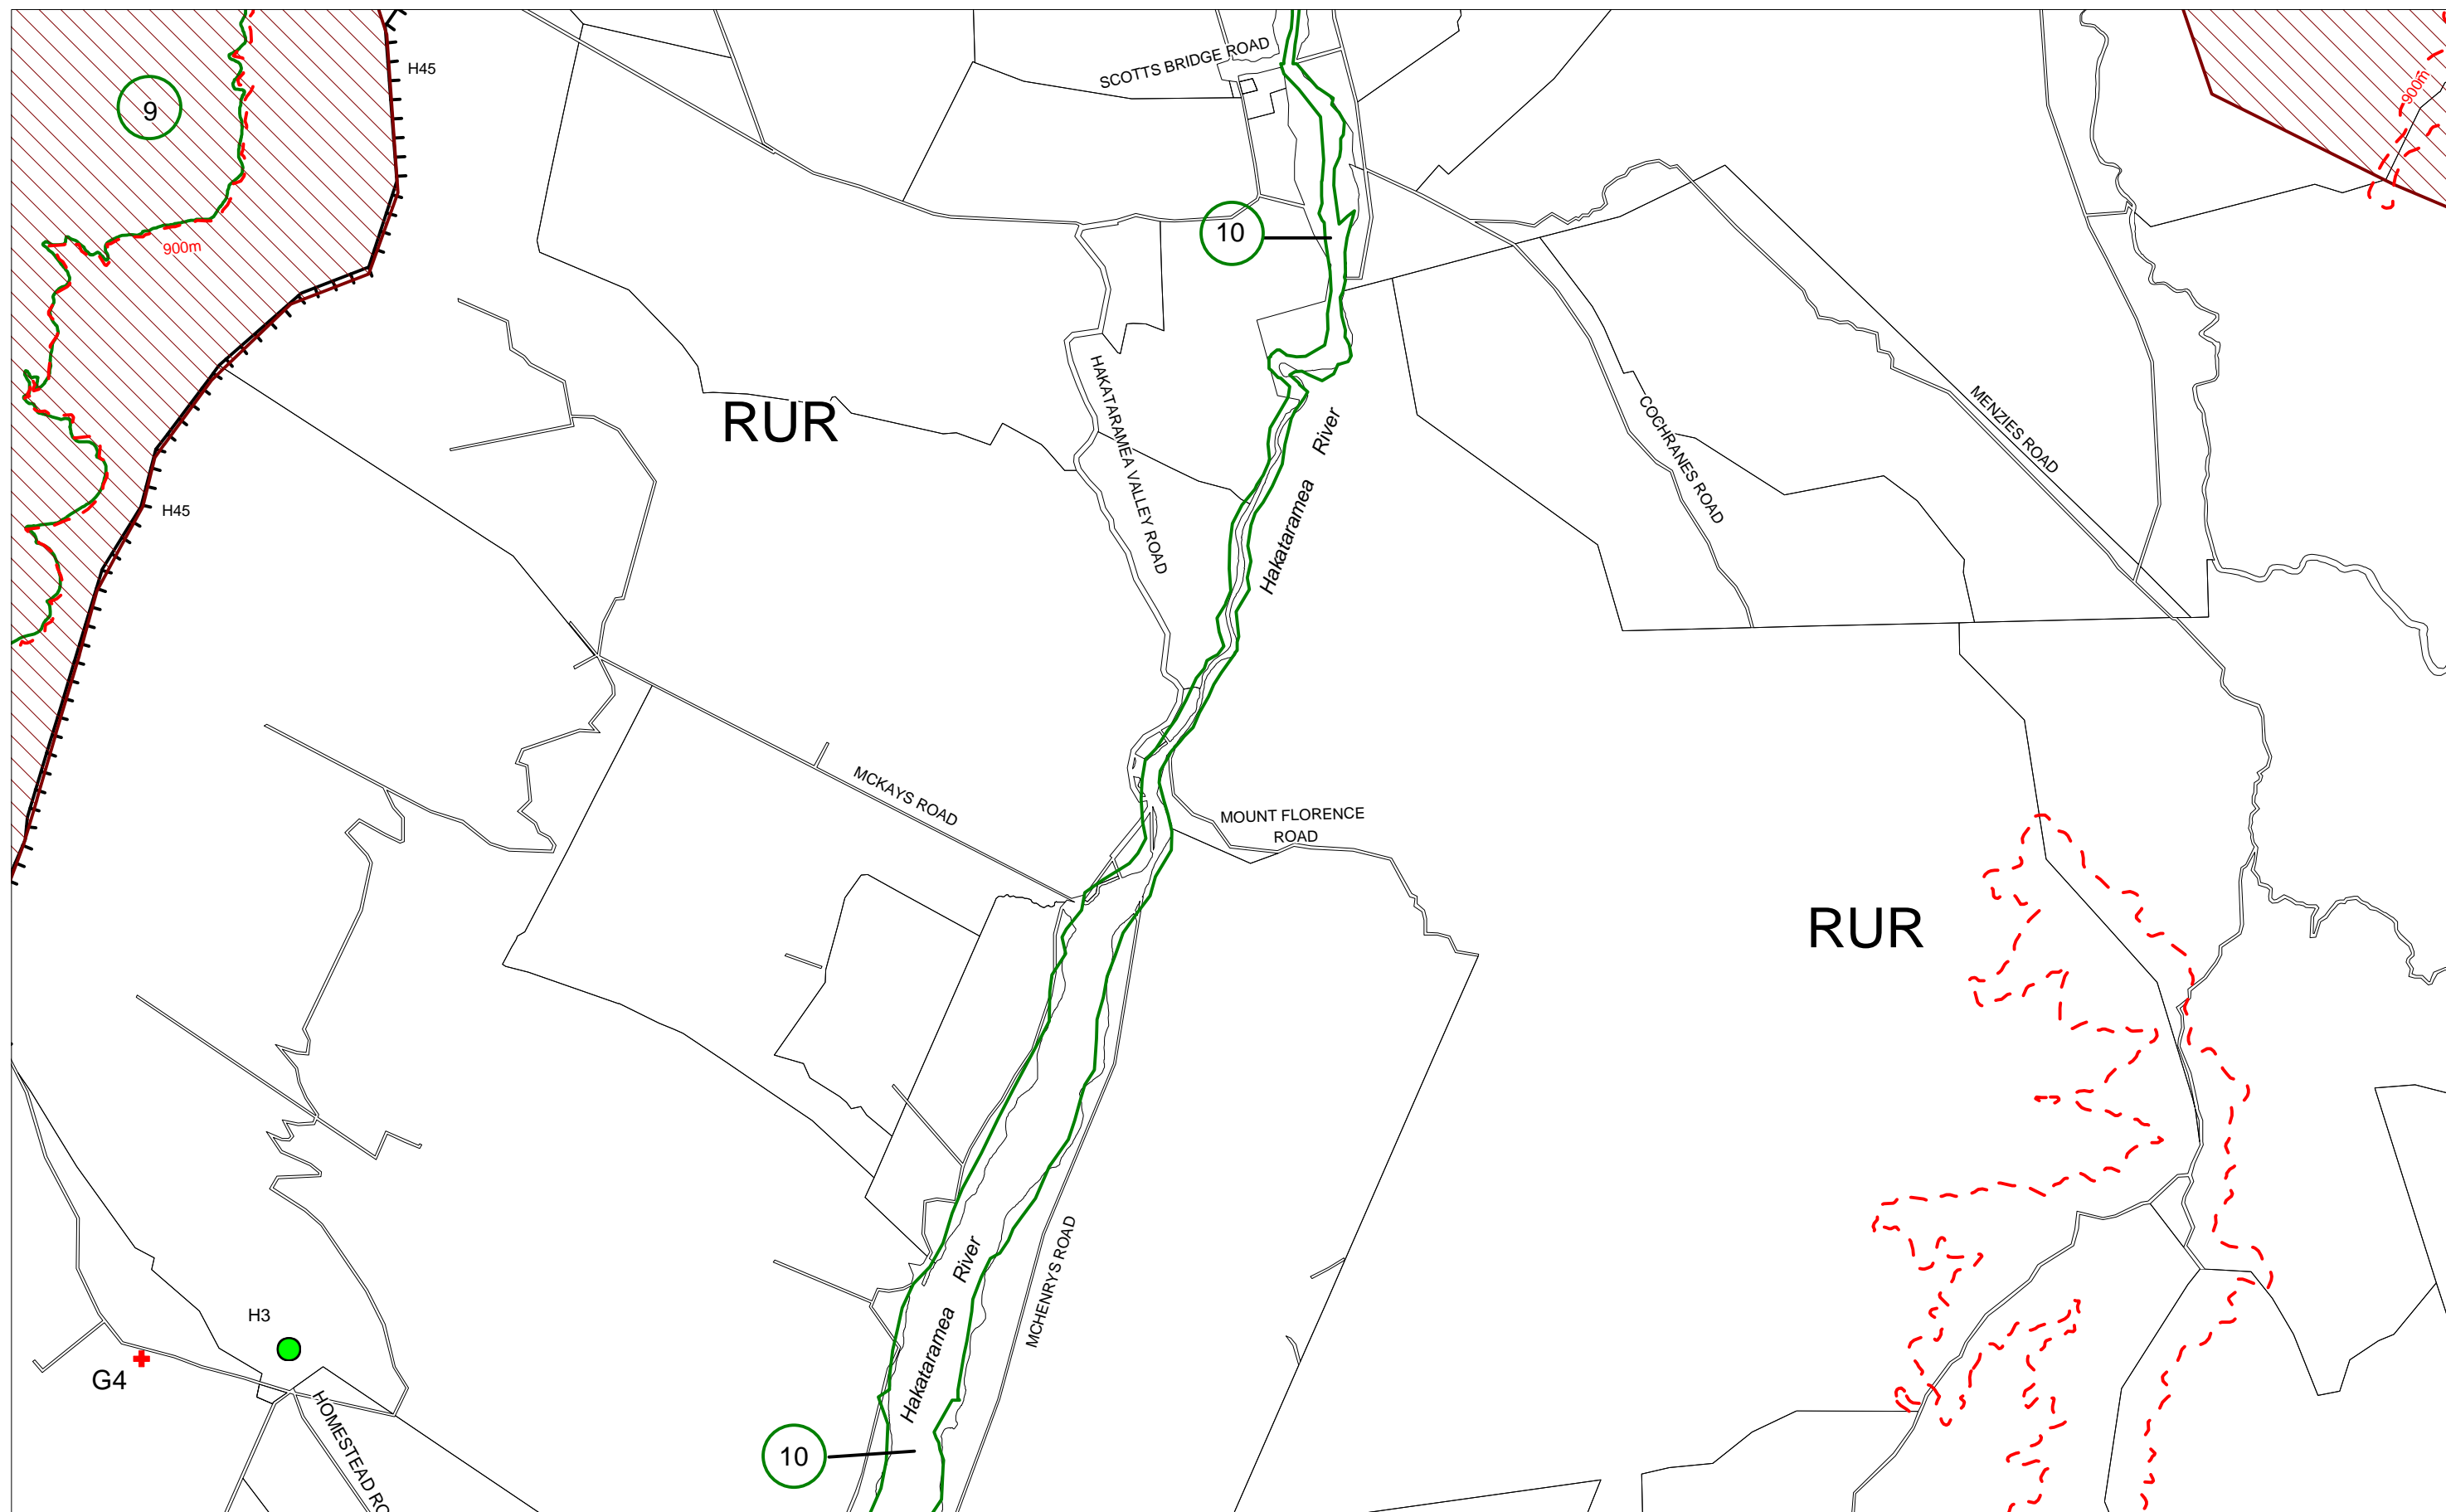 SCOTTS BRIDGE ROAD
H45
900m
9
900m
10
HAKATARAMEA VALLEY ROAD
RUR
Hakataramea River
COCHRANES ROAD
MENZIES ROAD
H45
MCKAYS ROAD
MOUNT FLORENCE
ROAD
RUR
Hakataramea River
MCHENRYS ROAD
H3
G4
HOMESTEAD RO
10